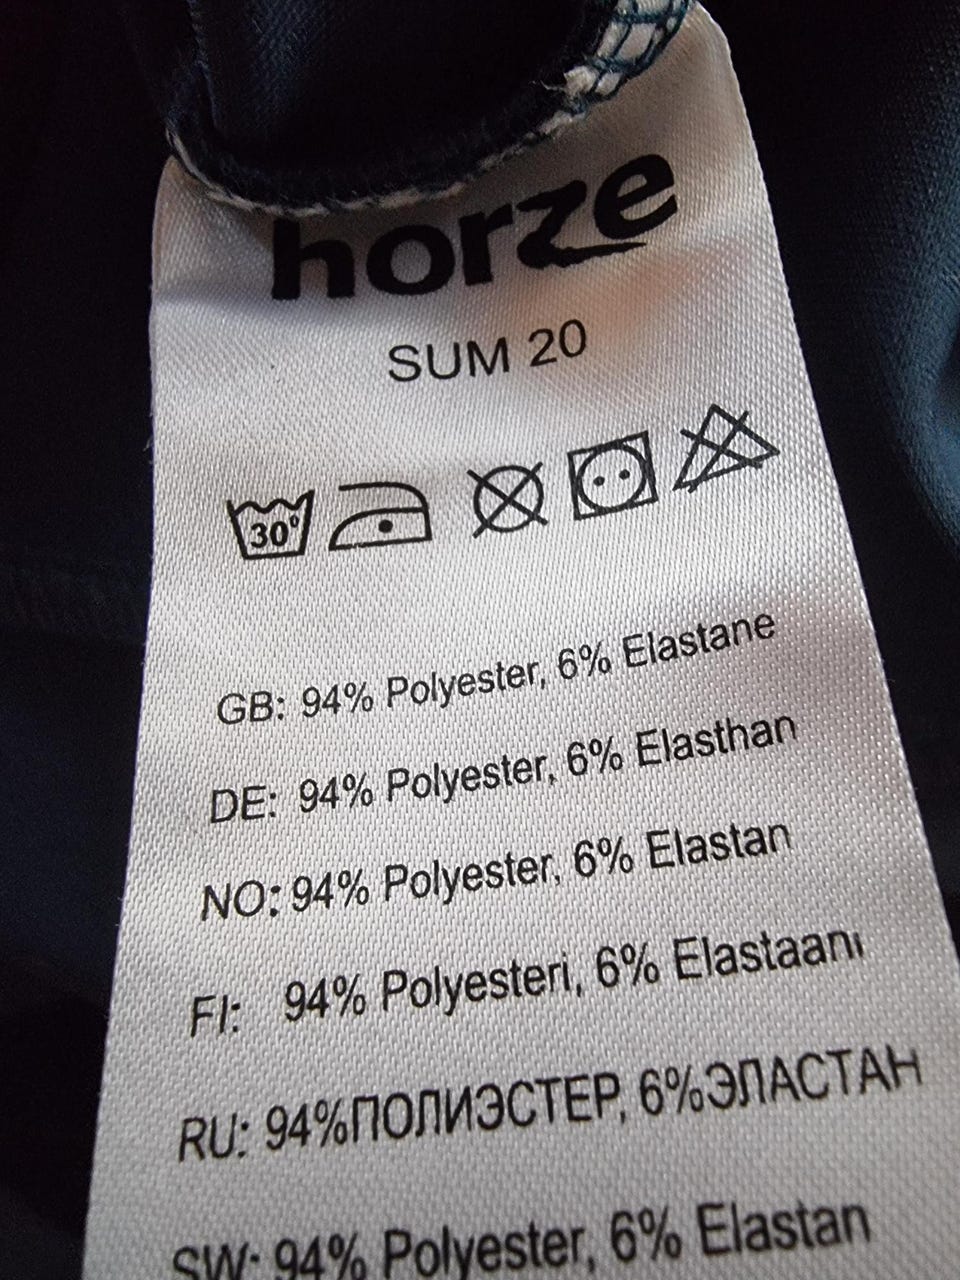 horze
SUM 20
30°
GB: 94% Polyester, 6% Elastane
DE: 94% Polyester, 6% Elasthan
NO: 94% Polyester, 6% Elastan
FI: 94% Polyesteri, 6% Elastaani
RU: 94%ПОЛИЭСТЕР, 6%ЭЛАСТАН
SW: 94% Polyester, 6% Elastan